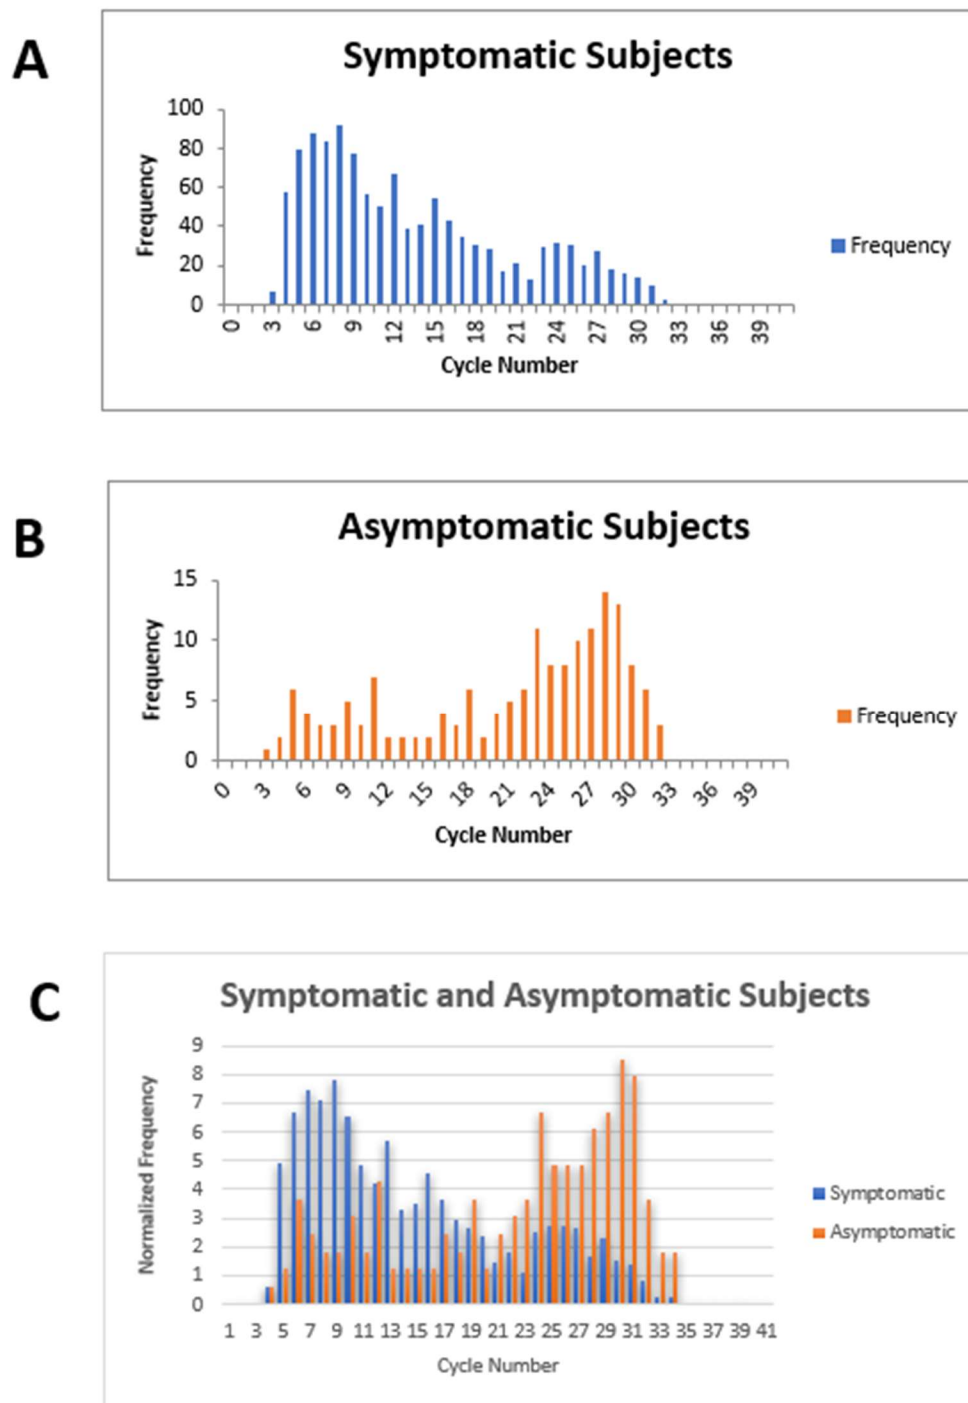 A
Symptomatic Subjects
100
80
60
40
20
0
Frequency
0 3 6 9 12 15 18 21 24 27 30 33 36 39
Cycle Number
Frequency
B
Asymptomatic Subjects
15
10
5
0
Frequency
0 3 6 9 12 15 18 21 24 27 30 33 36 39
Cycle Number
Frequency
C
Symptomatic and Asymptomatic Subjects
9
8
7
6
5
4
3
2
1
0
Normalized Frequency
1 3 5 7 9 11 13 15 17 19 21 23 25 27 29 31 33 35 37 39 41
Cycle Number
Symptomatic
Asymptomatic